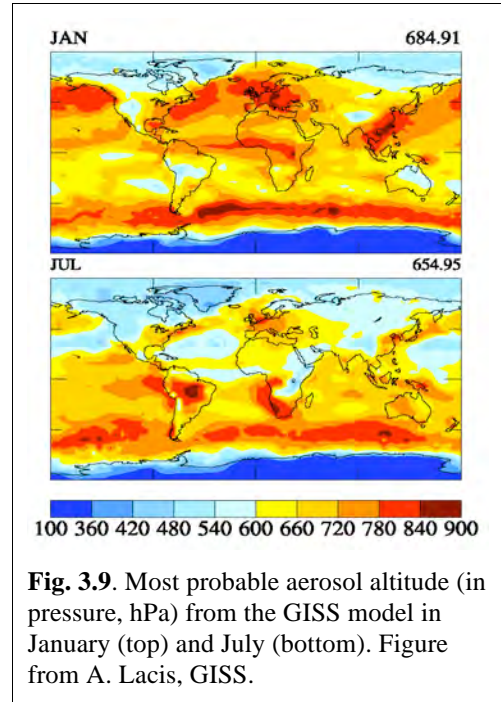 JAN 684.91
JUL 654.95
100 360 420 480 540 600 660 720 780 840 900
Fig. 3.9. Most probable aerosol altitude (in
pressure, hPa) from the GISS model in
January (top) and July (bottom). Figure
from A. Lacis, GISS.